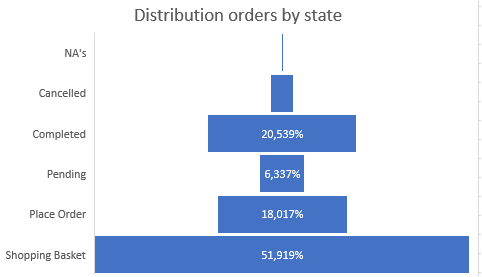 Distribution orders by state
NA's
Cancelled
Completed 20,539%
Pending 6,337%
Place Order 18,017%
Shopping Basket 51,919%